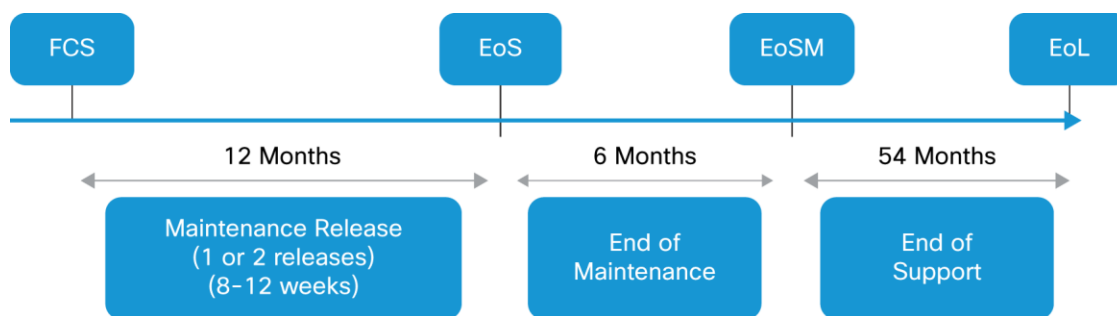 FCS
EoS
EoSM
EoL
12 Months
6 Months
54 Months
Maintenance Release
(1 or 2 releases)
(8-12 weeks)
End of
Maintenance
End of
Support